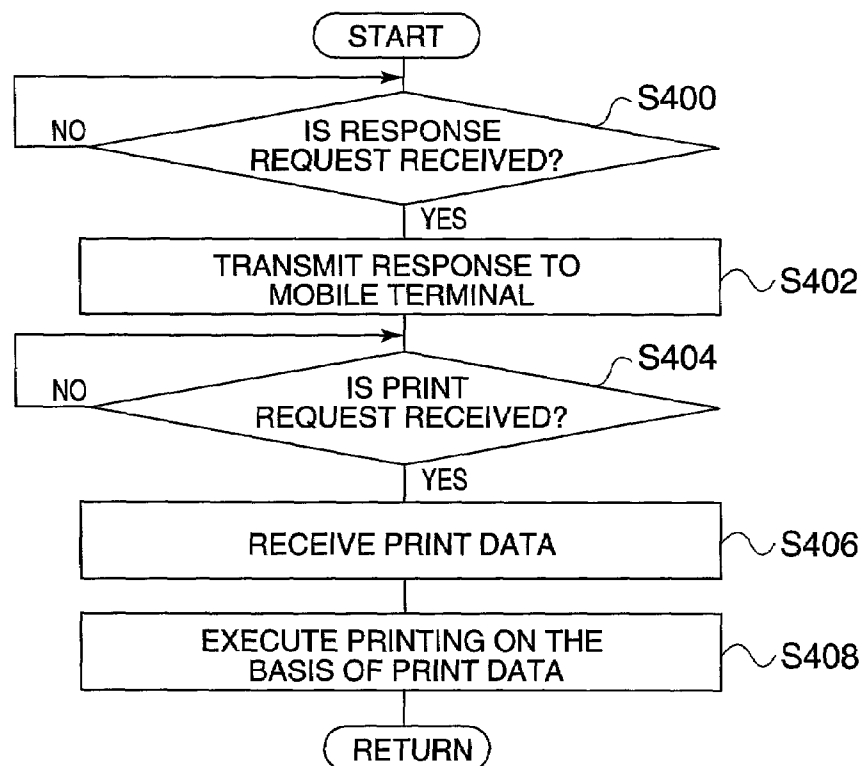 START
S400
NO
IS RESPONSE
REQUEST RECEIVED?
YES
TRANSMIT RESPONSE TO
MOBILE TERMINAL
S402
S404
NO
IS PRINT
REQUEST RECEIVED?
YES
RECEIVE PRINT DATA
S406
EXECUTE PRINTING ON THE
BASIS OF PRINT DATA
S408
RETURN